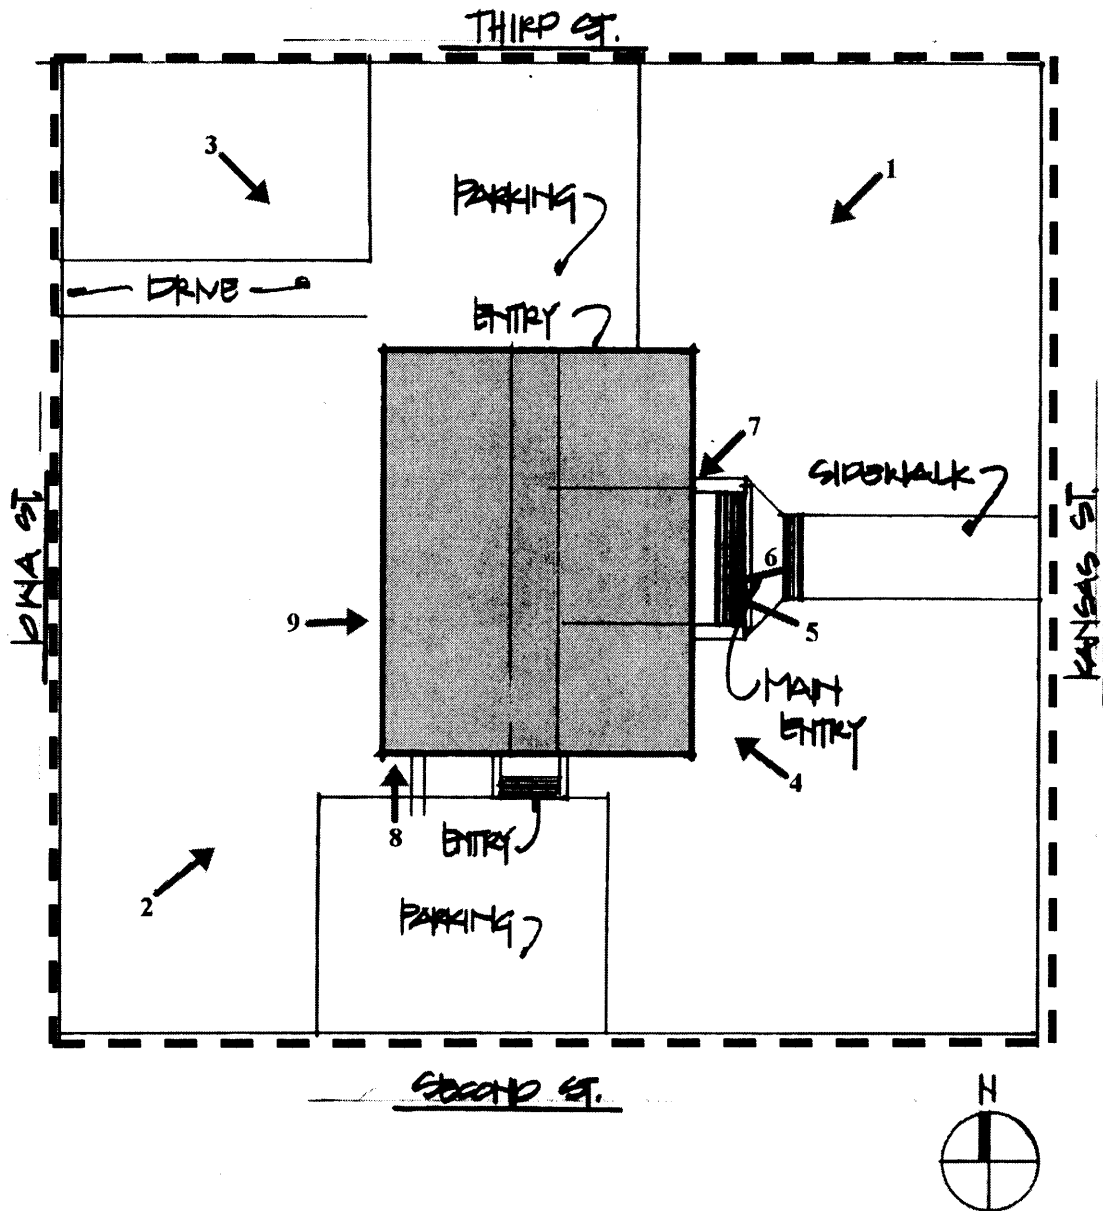 THIRD ST.
3
1
PARKING
DRIVE
ENTRY
7
SIDEWALK
IOWA ST.
KANSAS ST.
6
9
5
MAIN
ENTRY
4
8
ENTRY
2
PARKING
SECOND ST.
N